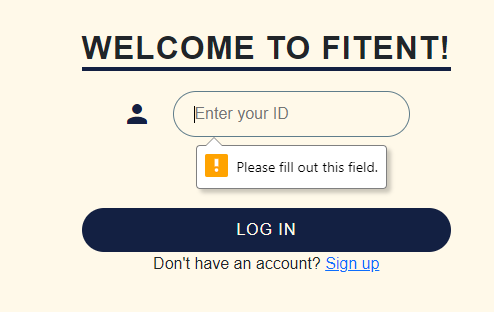 WELCOME TO FITENT!
Enter your ID
Please fill out this field.
LOG IN
Don't have an account? Sign up